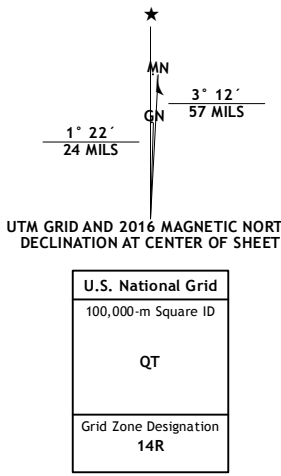 MN
3° 12´
57 MILS
GN
1° 22´
24 MILS
UTM GRID AND 2016 MAGNETIC NORT
DECLINATION AT CENTER OF SHEET
U.S. National Grid
100,000-m Square ID
QT
Grid Zone Designation
14R